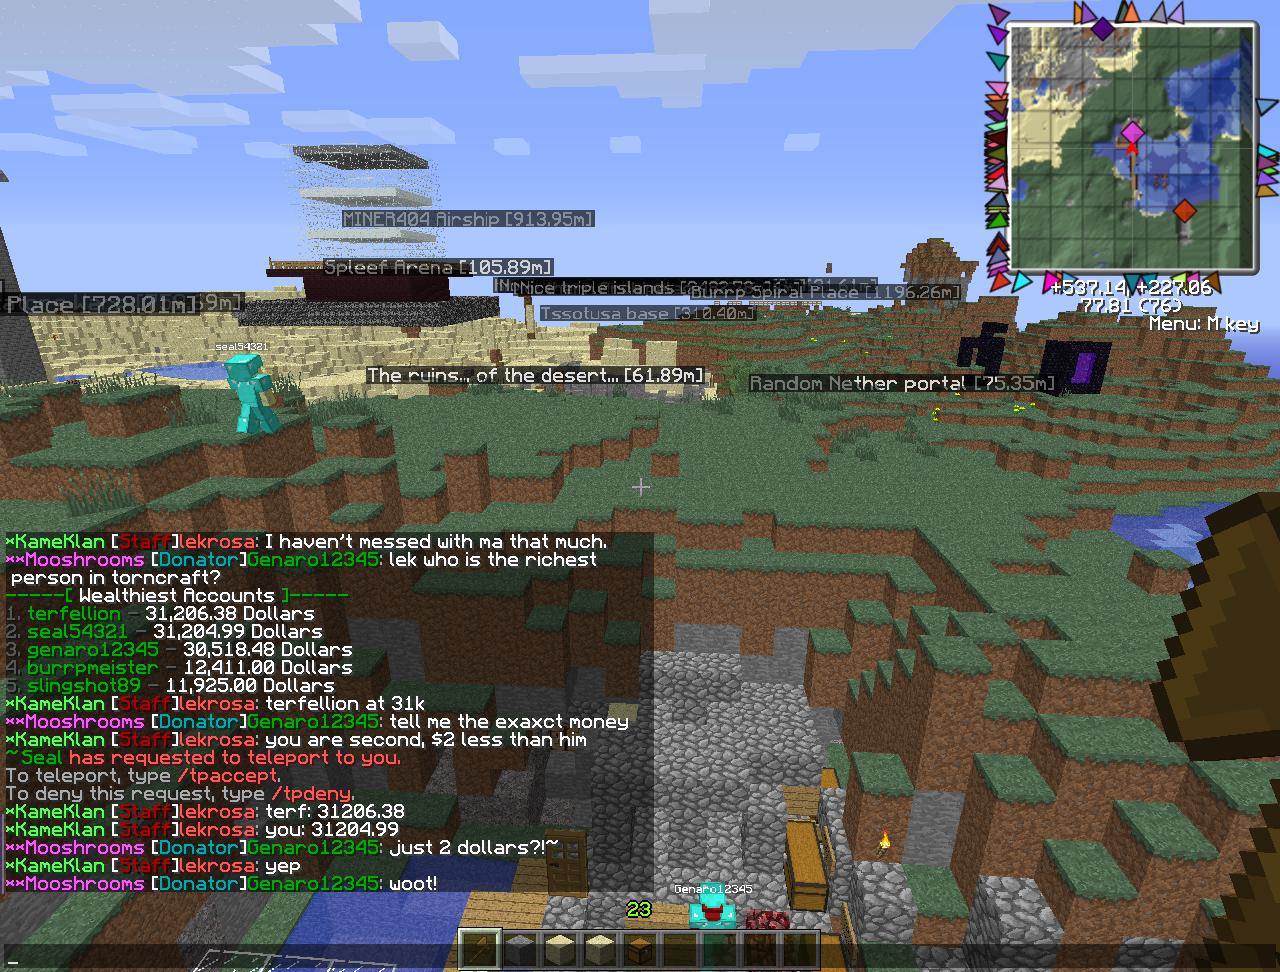 MINER404 Airship [913.95m]
Spleef Arena [105.89m]
Nice triple islands
Place [728.01m]
.9m]
Place [196.26m]
Tssotusa base [310.40m]
+537.14, +227.06
77.81 (76)
Menu: M key
seal54321
The ruins... of the desert... [61.89m]
Random Nether portal [75.35m]
×KameKlan [Staff]lekrosa: I haven't messed with ma that much.
××Mooshrooms [Donator]Genaro12345: lek who is the richest
person in torncraft?
-----[ Wealthiest Accounts ]-----
1. terfellion - 31,206.38 Dollars
2. seal54321 - 31,204.99 Dollars
3. genaro12345 - 30,518.48 Dollars
4. burrpmeister - 12,411.00 Dollars
5. slingshot89 - 11,925.00 Dollars
×KameKlan [Staff]lekrosa: terfellion at 31k
××Mooshrooms [Donator]Genaro12345: tell me the exaxct money
×KameKlan [Staff]lekrosa: you are second, $2 less than him
~Seal has requested to teleport to you.
To teleport, type /tpaccept.
To deny this request, type /tpdeny.
×KameKlan [Staff]lekrosa: terf: 31206.38
×KameKlan [Staff]lekrosa: you: 31204.99
××Mooshrooms [Donator]Genaro12345: just 2 dollars?!~
×KameKlan [Staff]lekrosa: yep
××Mooshrooms [Donator]Genaro12345: woot!
Genaro12345
23
_